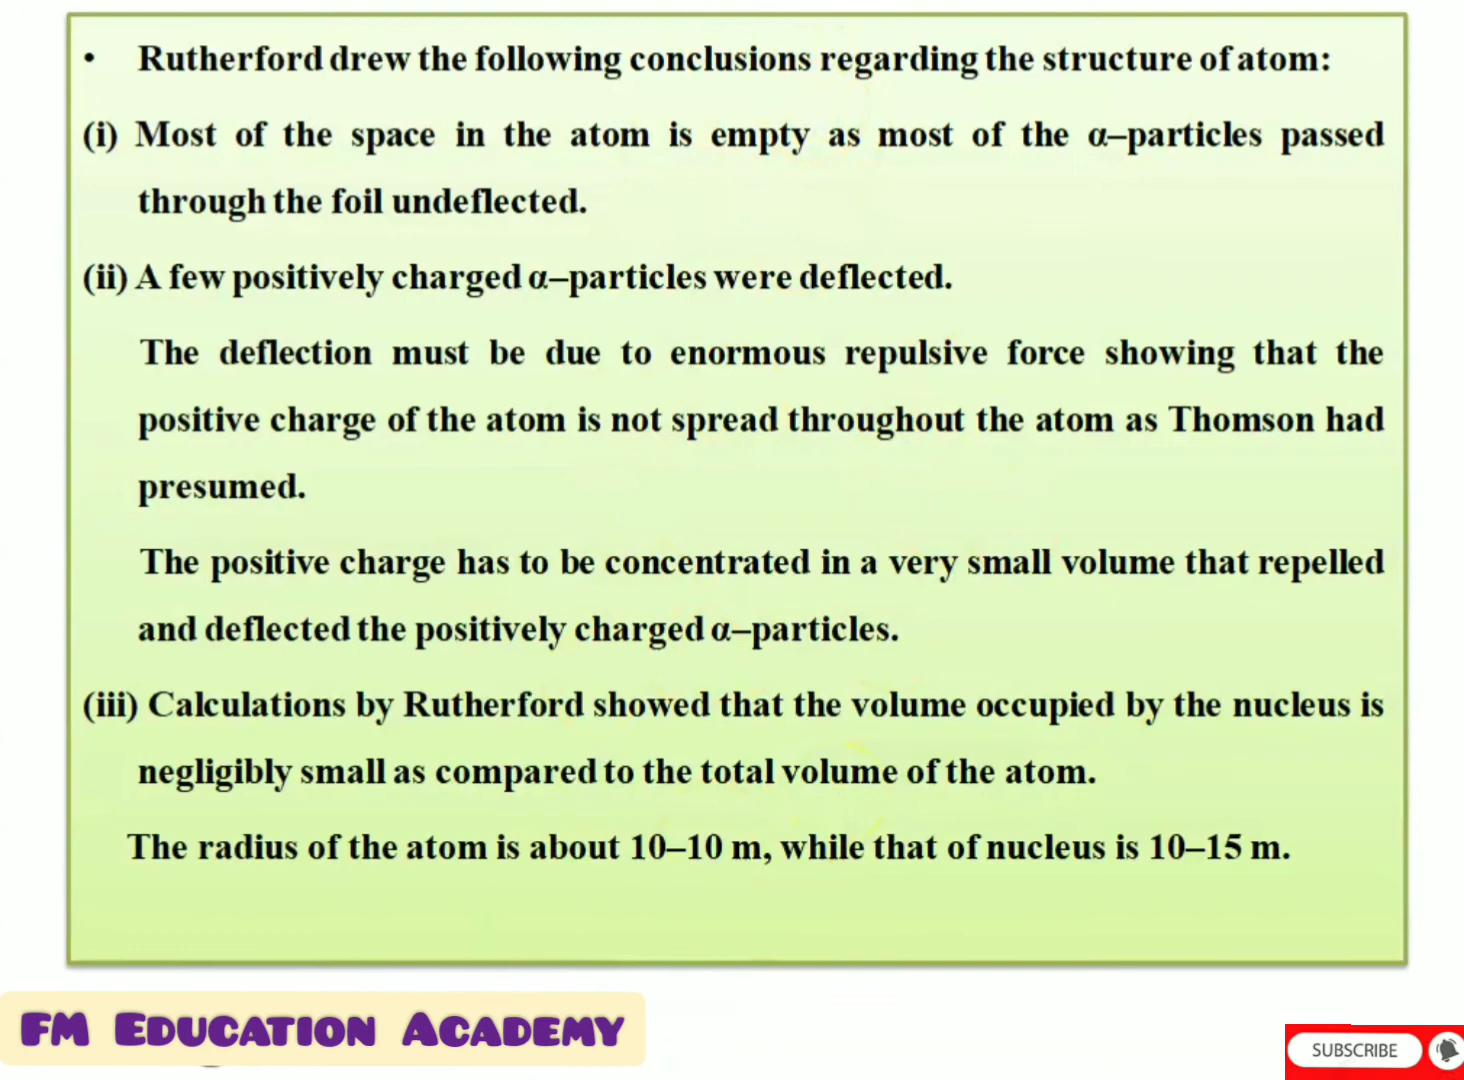 • Rutherford drew the following conclusions regarding the structure of atom:
(i) Most of the space in the atom is empty as most of the α–particles passed
through the foil undeflected.
(ii) A few positively charged α–particles were deflected.
The deflection must be due to enormous repulsive force showing that the
positive charge of the atom is not spread throughout the atom as Thomson had
presumed.
The positive charge has to be concentrated in a very small volume that repelled
and deflected the positively charged α–particles.
(iii) Calculations by Rutherford showed that the volume occupied by the nucleus is
negligibly small as compared to the total volume of the atom.
The radius of the atom is about 10–10 m, while that of nucleus is 10–15 m.
FM EDUCATION ACADEMY
SUBSCRIBE